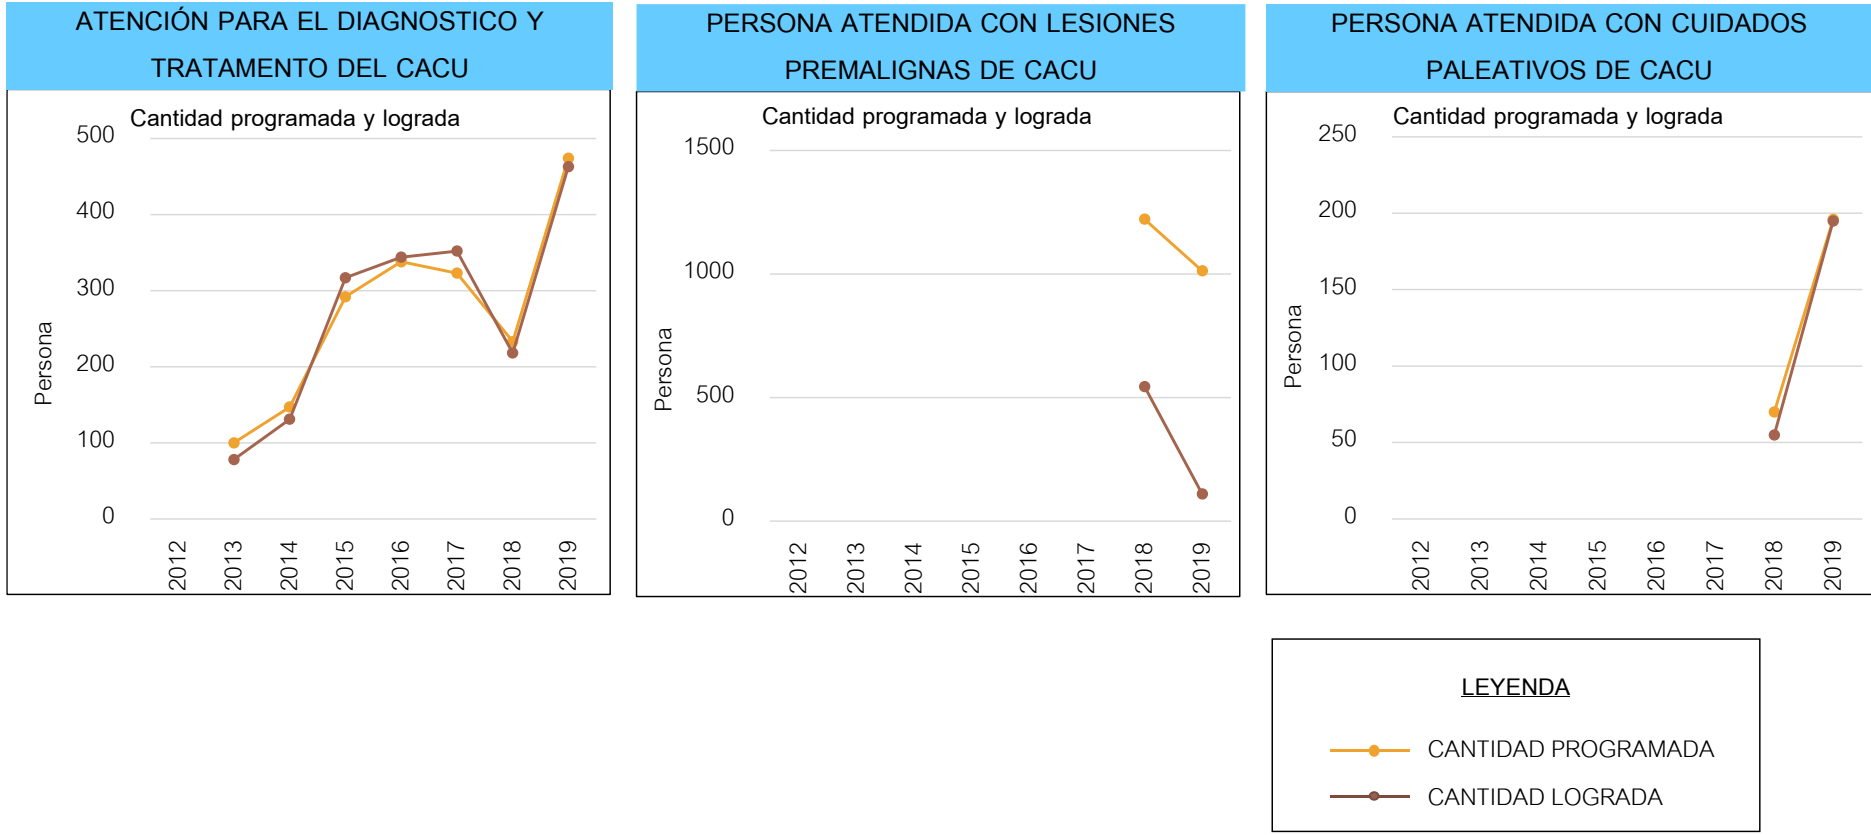 ATENCIÓN PARA EL DIAGNOSTICO Y
TRATAMENTO DEL CACU
Cantidad programada y lograda
500
400
300
200
100
0
Persona
2012
2013
2014
2015
2016
2017
2018
2019
PERSONA ATENDIDA CON LESIONES
PREMALIGNAS DE CACU
Cantidad programada y lograda
1500
1000
500
0
Persona
2012
2013
2014
2015
2016
2017
2018
2019
PERSONA ATENDIDA CON CUIDADOS
PALEATIVOS DE CACU
Cantidad programada y lograda
250
200
150
100
50
0
Persona
2012
2013
2014
2015
2016
2017
2018
2019
LEYENDA
CANTIDAD PROGRAMADA
CANTIDAD LOGRADA